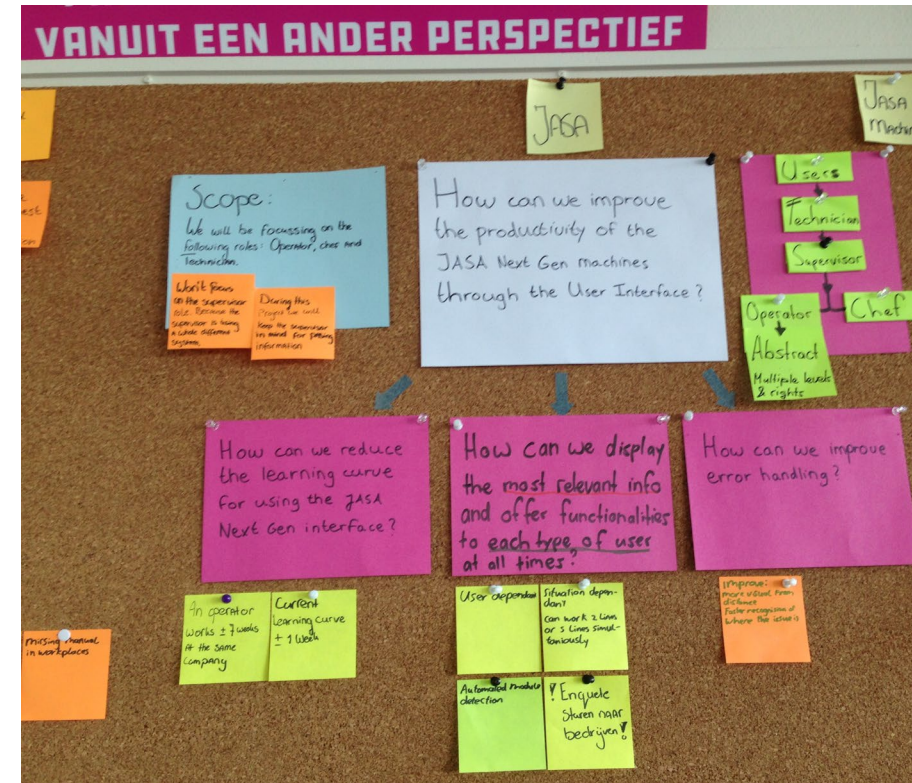 VANUIT EEN ANDER PERSPECTIEF
JASA
JASA
Machin
Scope:
We will be focussing on the
following roles: Operator, chef and
Technician.
Won't focus
on the supervisor
role. Because the
supervisor is using
a whole different
system.
During this
Project we will
Keep the supervisor
in mind for passing
information
How can we improve
the productivity of the
JASA Next Gen machines
through the User Interface?
Users
Technician
Supervisor
Operator
Chef
Abstract
Multiple levels
& rights
How can we reduce
the learning curve
for using the JASA
Next Gen interface?
How can we display
the most relevant info
and offer functionalities
to each type of user
at all times?
How can we improve
error handling?
An operator
works ± 7 weeks
At the same
company
Current
learning curve
± 1 week
User dependant
Situation depen-
dant
Can work 2 lines
or 5 lines simul-
taniously
Automated module
detection
! Enquete
sturen naar
bedrijven!
Improve:
more visual from
distance
Faster recognision of
where the issue is
missing manual
in workplaces